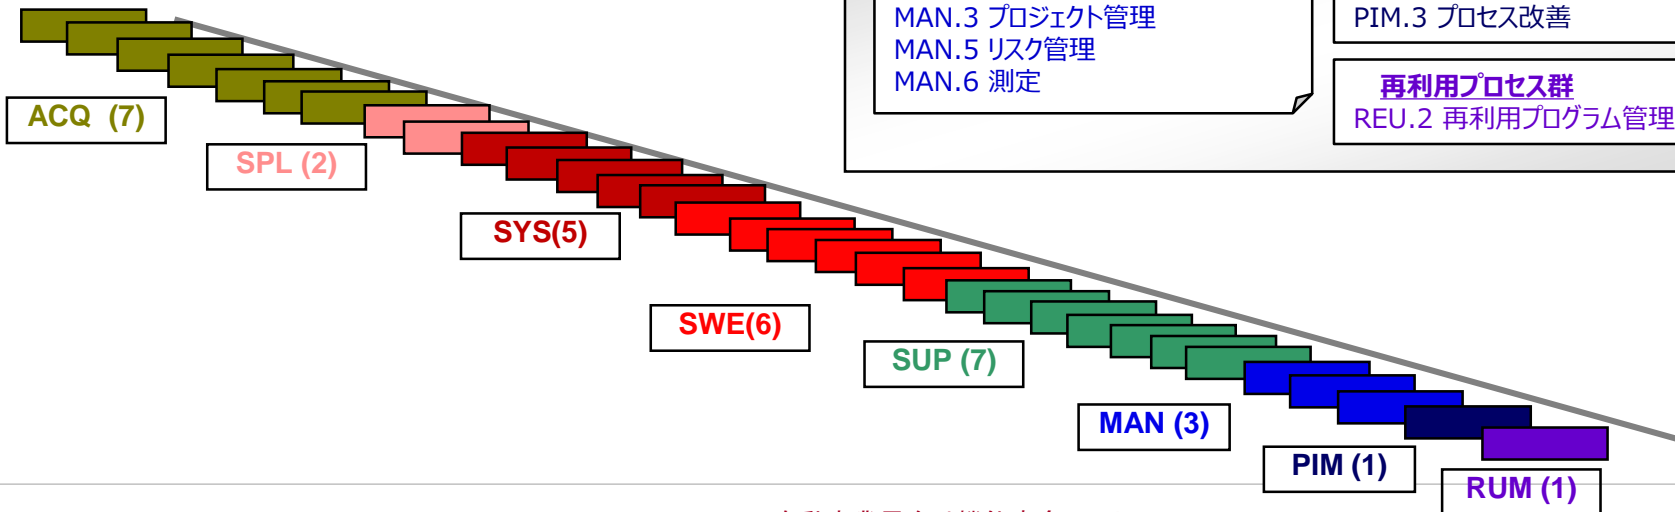 MAN.3 プロジェクト管理
MAN.5 リスク管理
MAN.6 測定
PIM.3 プロセス改善
再利用プロセス群
REU.2 再利用プログラム管理
ACQ (7)
SPL (2)
SYS(5)
SWE(6)
SUP (7)
MAN (3)
PIM (1)
RUM (1)